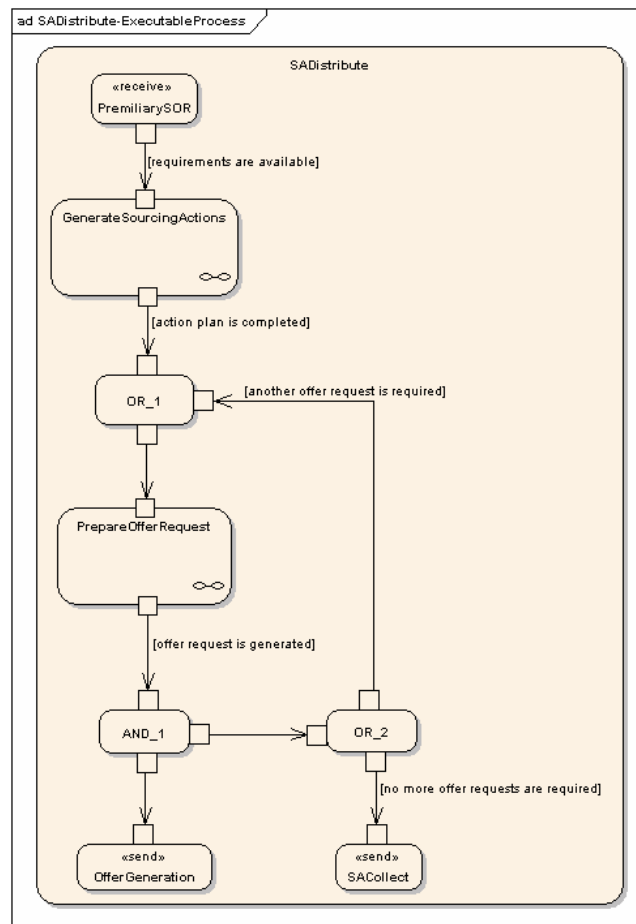 ad SADistribute-ExecutableProcess
SADistribute
«receive»
PremiliarySOR
[requirements are available]
GenerateSourcingActions
[action plan is completed]
[another offer request is required]
OR_1
PrepareOfferRequest
[offer request is generated]
AND_1
OR_2
[no more offer requests are required]
«send»
OfferGeneration
«send»
SACollect